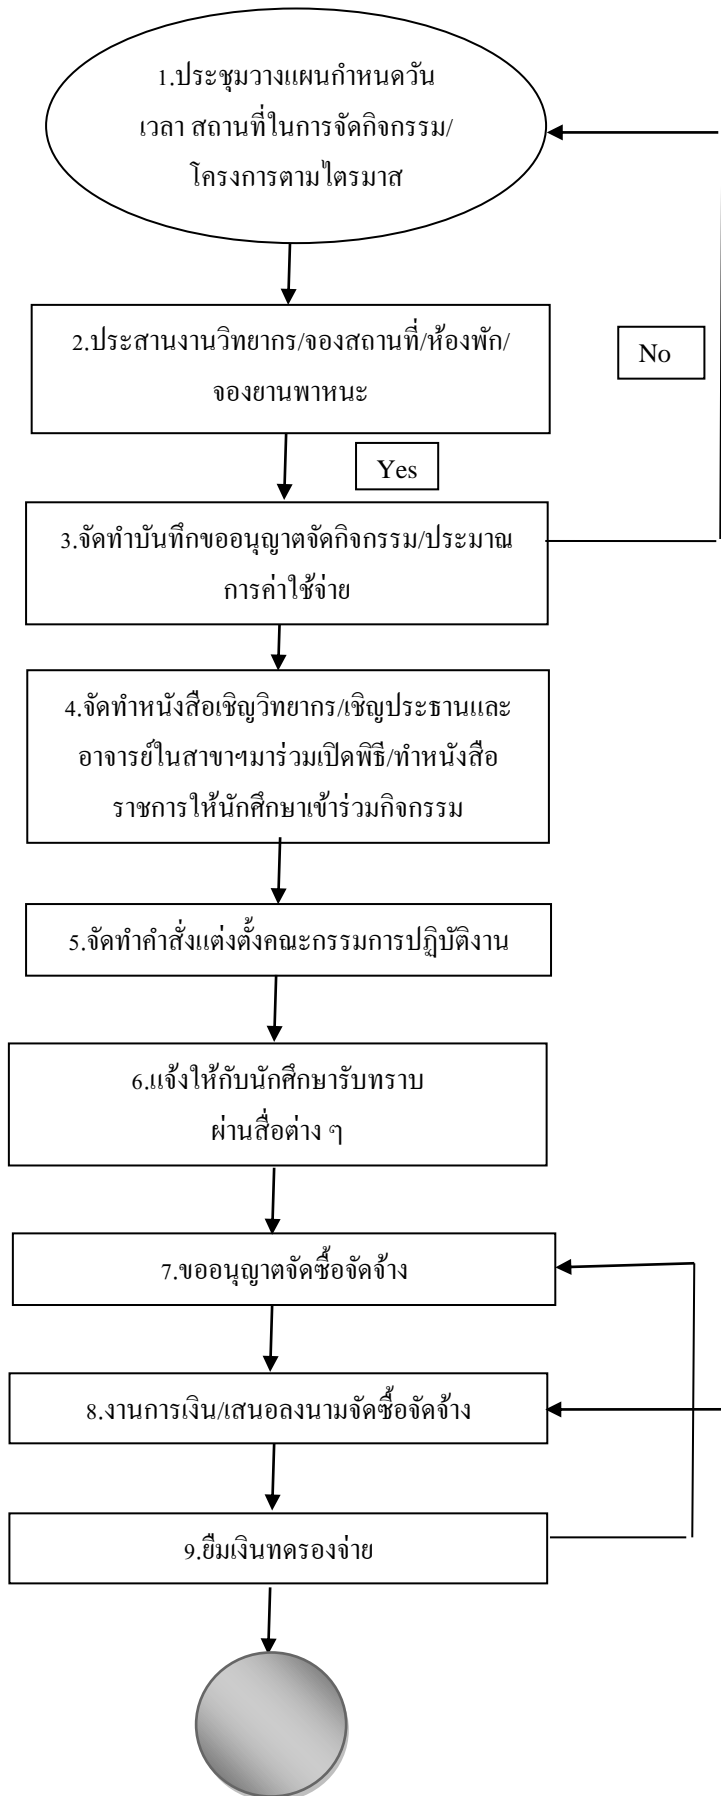 1.ประชุมวางแผนกำหนดวัน
เวลา สถานที่ในการจัดกิจกรรม/
โครงการตามไตรมาส
2.ประสานงานวิทยากร/จองสถานที่/ห้องพัก/
จองยานพาหนะ
No
Yes
3.จัดทำบันทึกขออนุญาตจัดกิจกรรม/ประมาณ
การค่าใช้จ่าย
4.จัดทำหนังสือเชิญวิทยากร/เชิญประธานและ
อาจารย์ในสาขาฯมาร่วมเปิดพิธี/ทำหนังสือ
ราชการให้นักศึกษาเข้าร่วมกิจกรรม
5.จัดทำคำสั่งแต่งตั้งคณะกรรมการปฏิบัติงาน
6.แจ้งให้กับนักศึกษารับทราบ
ผ่านสื่อต่าง ๆ
7.ขออนุญาตจัดซื้อจัดจ้าง
8.งานการเงิน/เสนอลงนามจัดซื้อจัดจ้าง
9.ยืมเงินทดรองจ่าย